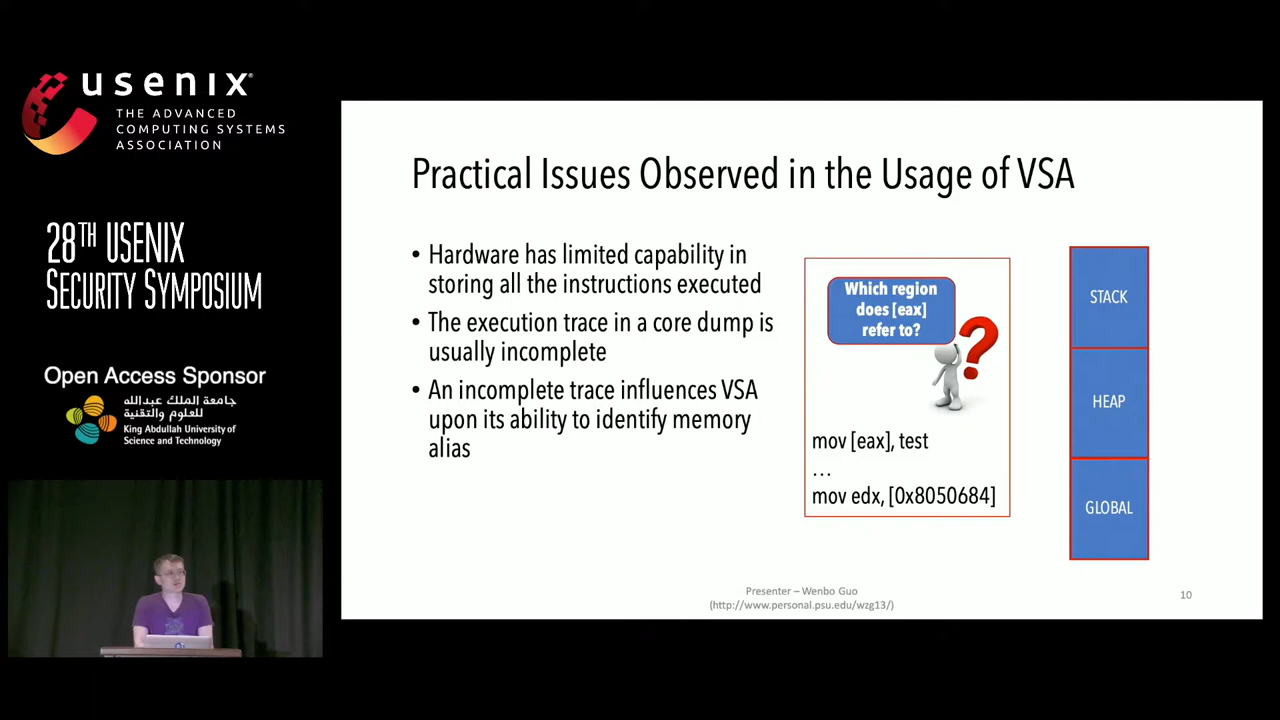 usenix
THE ADVANCED
COMPUTING SYSTEMS
ASSOCIATION
28TH USENIX
SECURITY SYMPOSIUM
Open Access Sponsor
جامعة الملك عبدالله
للعلوم والتقنية
King Abdullah University of
Science and Technology
Practical Issues Observed in the Usage of VSA
• Hardware has limited capability in
storing all the instructions executed
• The execution trace in a core dump is
usually incomplete
• An incomplete trace influences VSA
upon its ability to identify memory
alias
Which region
does [eax]
refer to?
mov [eax], test
...
mov edx, [0x8050684]
STACK
HEAP
GLOBAL
Presenter – Wenbo Guo
(http://www.personal.psu.edu/wzg13/)
10